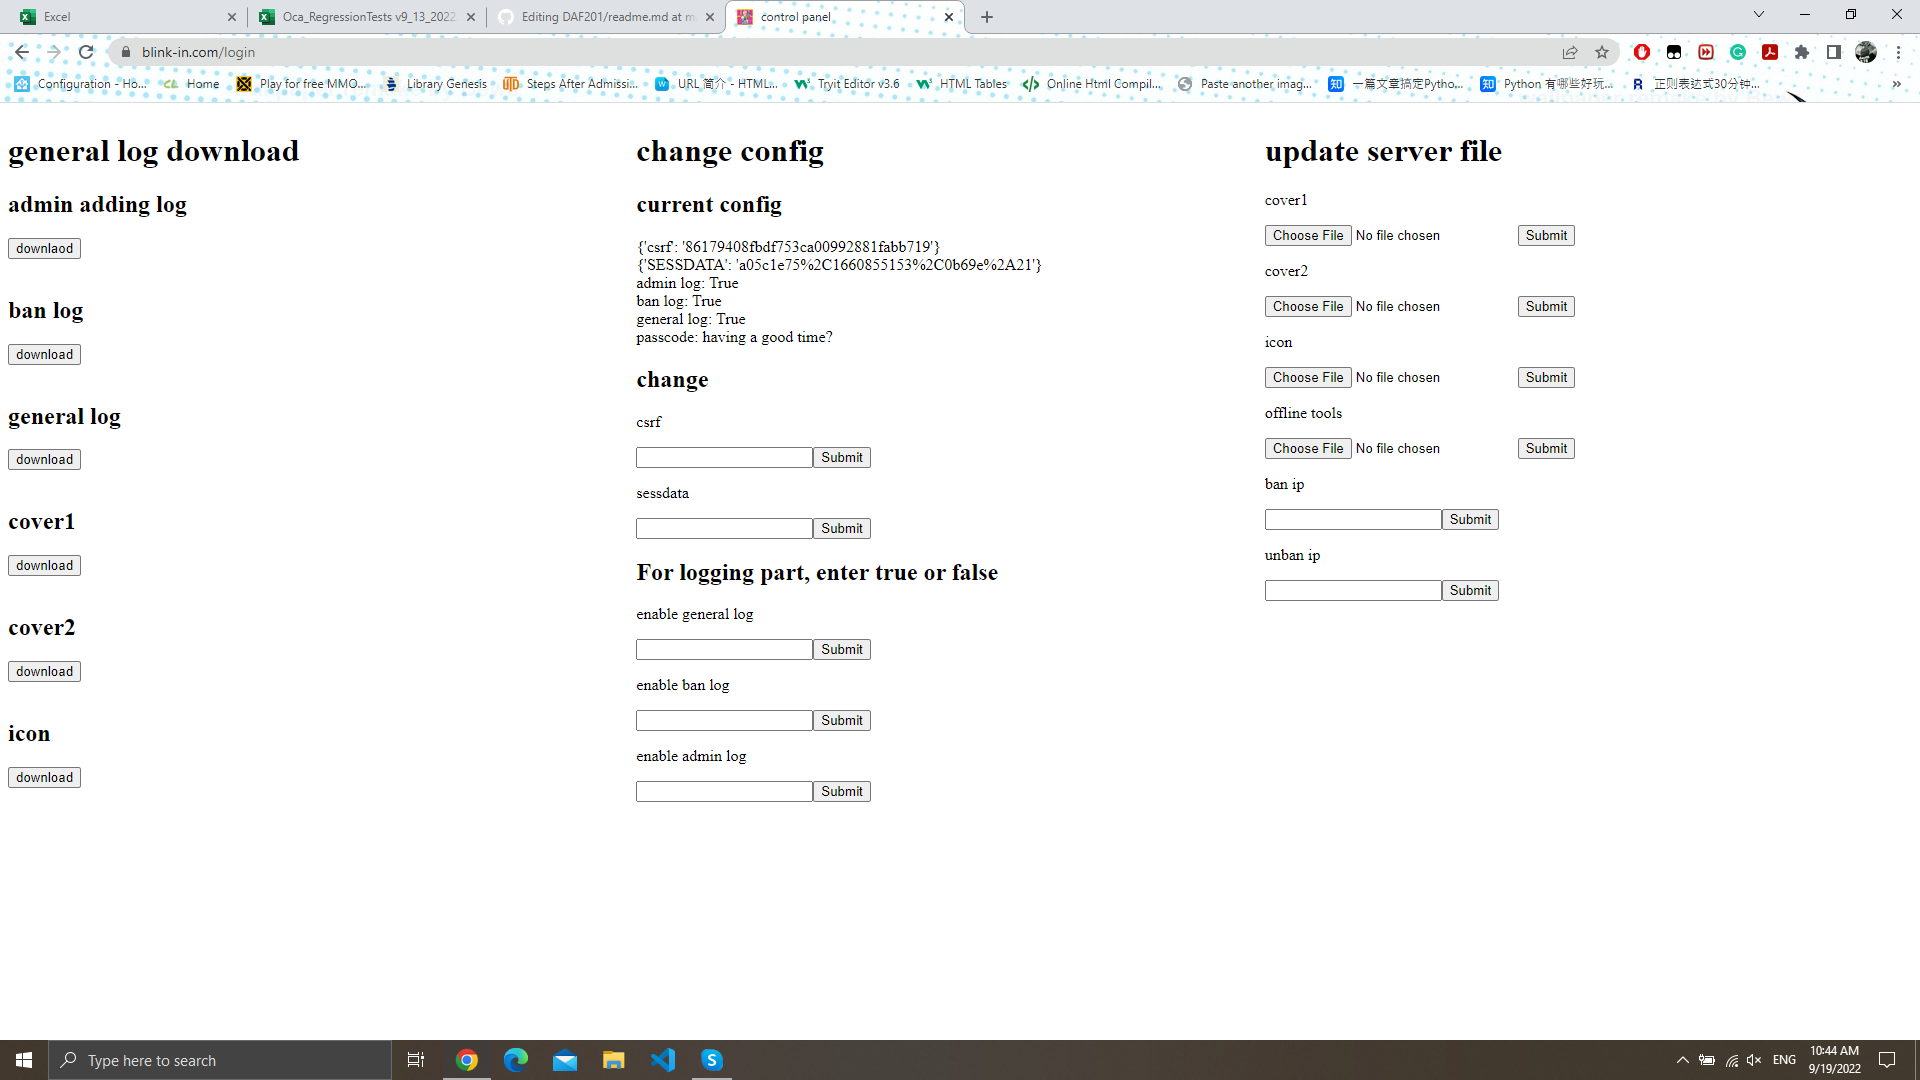 Excel
Oca_RegressionTests v9_13_2022
Editing DAF201/readme.md at m
control panel
blink-in.com/login
Configuration - Ho...
Home
Play for free MMO...
Library Genesis
Steps After Admissi...
URL 简介 - HTML...
Tryit Editor v3.6
HTML Tables
Online Html Compil...
Paste another imag...
一篇文章搞定Pytho...
Python 有哪些好玩...
正则表达式30分钟...
general log download
admin adding log
downlaod
ban log
download
general log
download
cover1
download
cover2
download
icon
download
change config
current config
{'csrf': '86179408fbdf753ca00992881fabb719'}
{'SESSDATA': 'a05c1e75%2C1660855153%2C0b69e%2A21'}
admin log: True
ban log: True
general log: True
passcode: having a good time?
change
csrf
Submit
sessdata
Submit
For logging part, enter true or false
enable general log
Submit
enable ban log
Submit
enable admin log
Submit
update server file
cover1
Choose File No file chosen Submit
cover2
Choose File No file chosen Submit
icon
Choose File No file chosen Submit
offline tools
Choose File No file chosen Submit
ban ip
Submit
unban ip
Submit
Type here to search
ENG
10:44 AM
9/19/2022